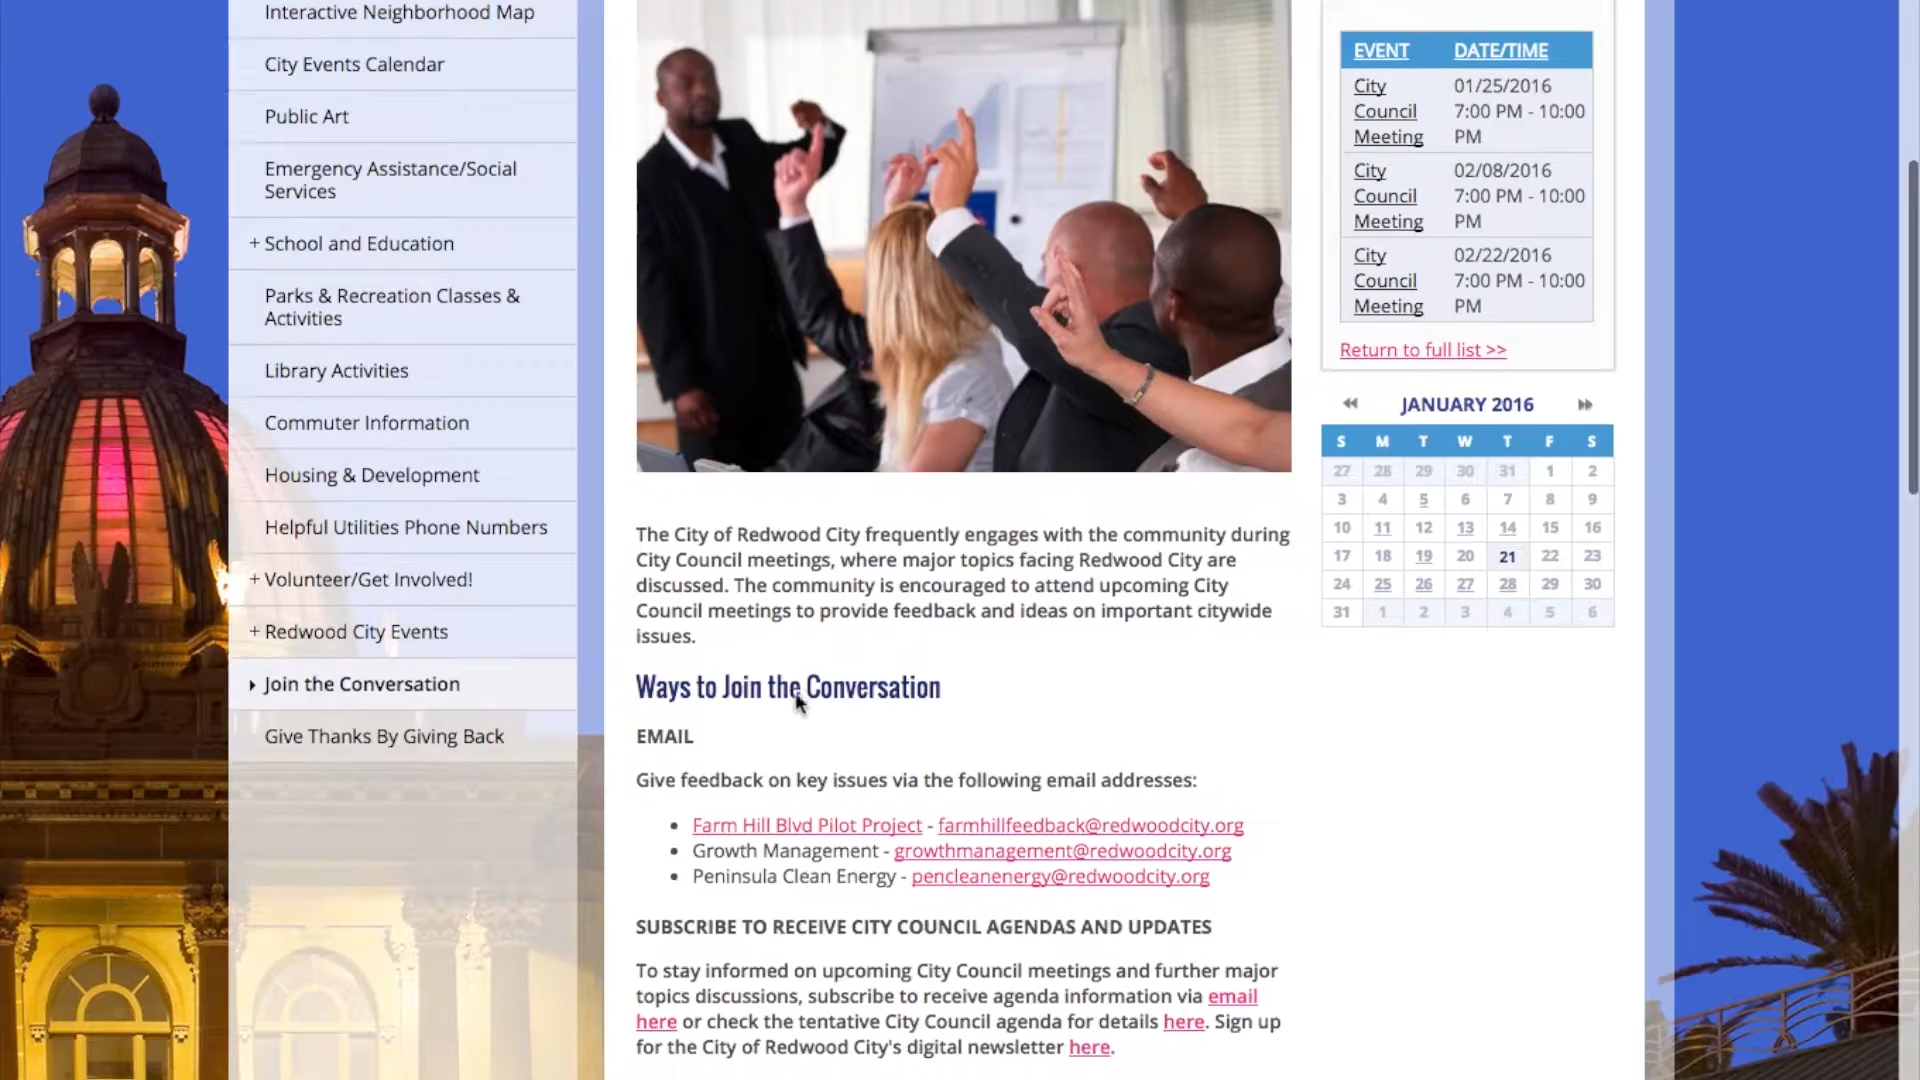 Interactive Neighborhood Map
City Events Calendar
Public Art
Emergency Assistance/Social
Services
+ School and Education
Parks & Recreation Classes &
Activities
Library Activities
Commuter Information
Housing & Development
Helpful Utilities Phone Numbers
+ Volunteer/Get Involved!
+ Redwood City Events
Join the Conversation
Give Thanks By Giving Back
The City of Redwood City frequently engages with the community during
City Council meetings, where major topics facing Redwood City are
discussed. The community is encouraged to attend upcoming City
Council meetings to provide feedback and ideas on important citywide
issues.
Ways to Join the Conversation
EMAIL
Give feedback on key issues via the following email addresses:
• Farm Hill Blvd Pilot Project - farmhillfeedback@redwoodcity.org
• Growth Management - growthmanagement@redwoodcity.org
• Peninsula Clean Energy - pencleanenergy@redwoodcity.org
SUBSCRIBE TO RECEIVE CITY COUNCIL AGENDAS AND UPDATES
To stay informed on upcoming City Council meetings and further major
topics discussions, subscribe to receive agenda information via email
here or check the tentative City Council agenda for details here. Sign up
for the City of Redwood City's digital newsletter here.
EVENT DATE/TIME
City 01/25/2016
Council 7:00 PM - 10:00
Meeting PM
City 02/08/2016
Council 7:00 PM - 10:00
Meeting PM
City 02/22/2016
Council 7:00 PM - 10:00
Meeting PM
Return to full list >>
JANUARY 2016
S M T W T F S
27 28 29 30 31 1 2
3 4 5 6 7 8 9
10 11 12 13 14 15 16
17 18 19 20 21 22 23
24 25 26 27 28 29 30
31 1 2 3 4 5 6